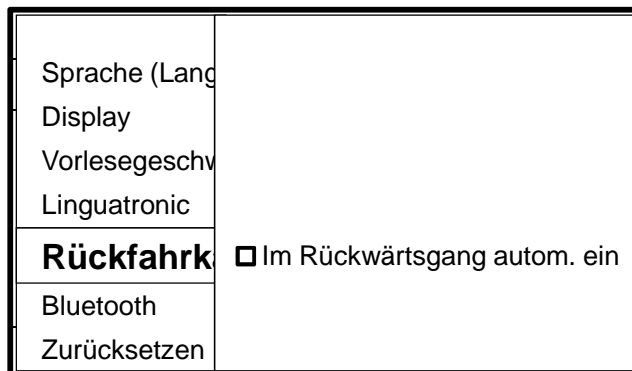 Sprache (Lang
Display
Vorlesegeschw
Linguatronic
Rückfahrk
Im Rückwärtsgang autom. ein
Bluetooth
Zurücksetzen